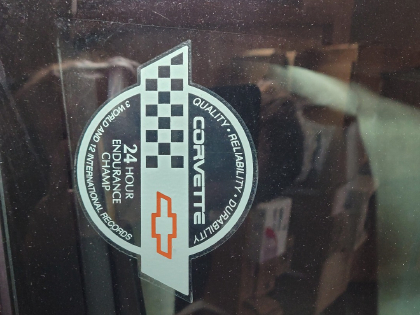 QUALITY • RELIABILITY • DURABILITY
CORVETTE
24 HOUR
ENDURANCE
CHAMP
3 WORLD AND 12 INTERNATIONAL RECORDS